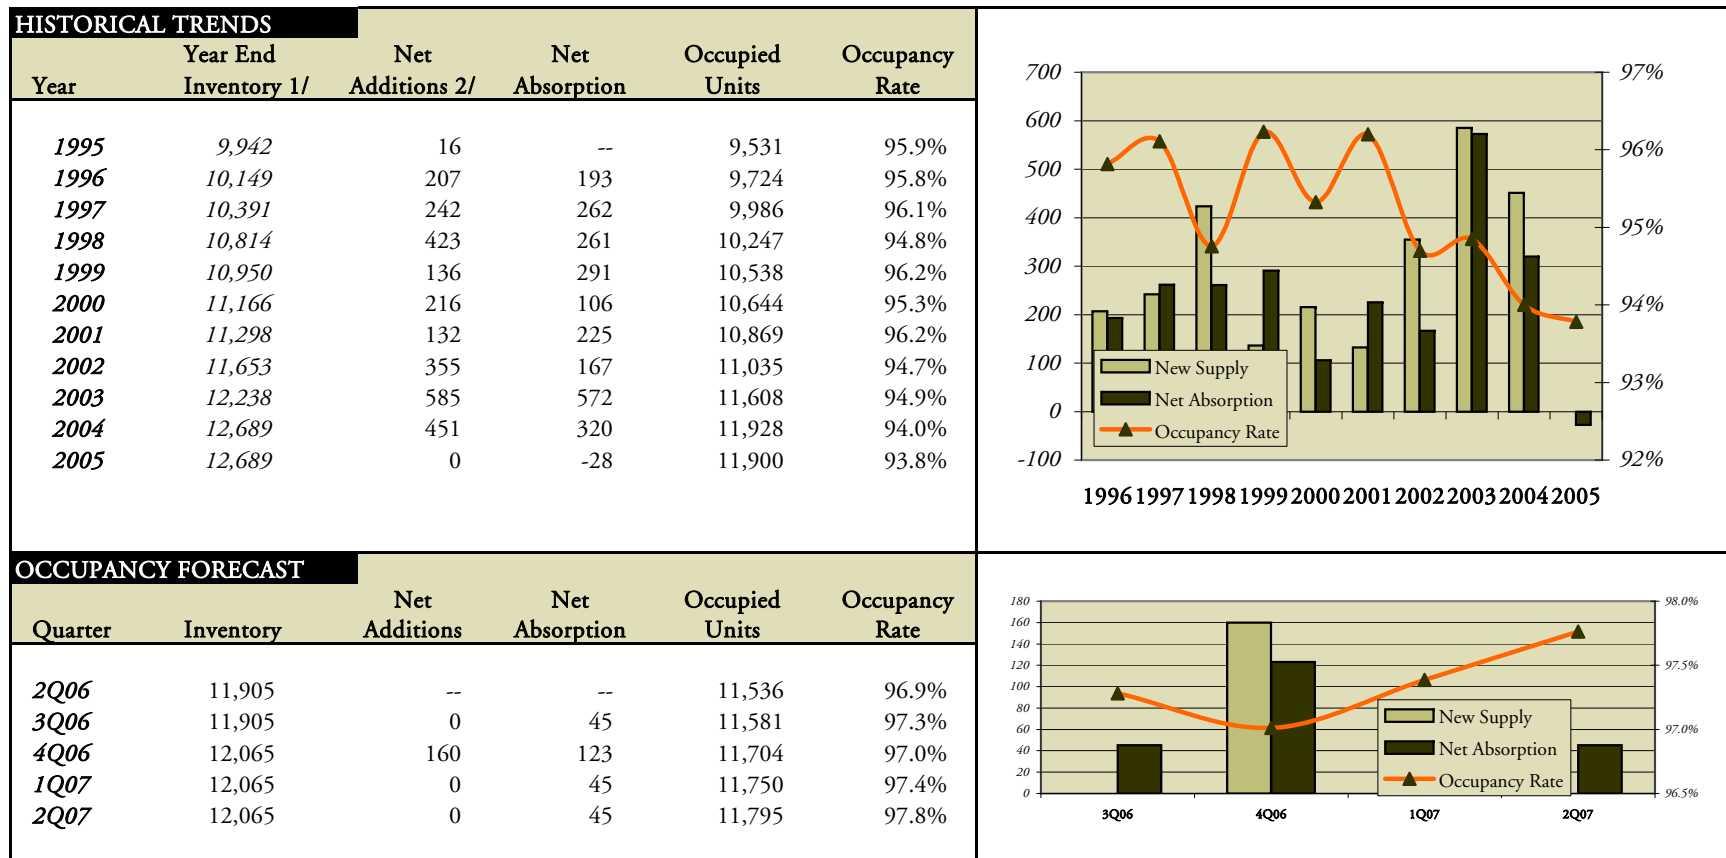 HISTORICAL TRENDS
Year End Net Net Occupied Occupancy
Year Inventory 1/ Additions 2/ Absorption Units Rate
1995 9,942 16 -- 9,531 95.9%
1996 10,149 207 193 9,724 95.8%
1997 10,391 242 262 9,986 96.1%
1998 10,814 423 261 10,247 94.8%
1999 10,950 136 291 10,538 96.2%
2000 11,166 216 106 10,644 95.3%
2001 11,298 132 225 10,869 96.2%
2002 11,653 355 167 11,035 94.7%
2003 12,238 585 572 11,608 94.9%
2004 12,689 451 320 11,928 94.0%
2005 12,689 0 -28 11,900 93.8%
700 97%
600
500 96%
400
300 95%
200 94%
100 93%
0
-100 92%
New Supply
Net Absorption
Occupancy Rate
1996 1997 1998 1999 2000 2001 2002 2003 2004 2005
OCCUPANCY FORECAST
Net Net Occupied Occupancy
Quarter Inventory Additions Absorption Units Rate
2Q06 11,905 -- -- 11,536 96.9%
3Q06 11,905 0 45 11,581 97.3%
4Q06 12,065 160 123 11,704 97.0%
1Q07 12,065 0 45 11,750 97.4%
2Q07 12,065 0 45 11,795 97.8%
180 98.0%
160
140
120 97.5%
100
80
60 97.0%
40
20
0 96.5%
New Supply
Net Absorption
Occupancy Rate
3Q06 4Q06 1Q07 2Q07